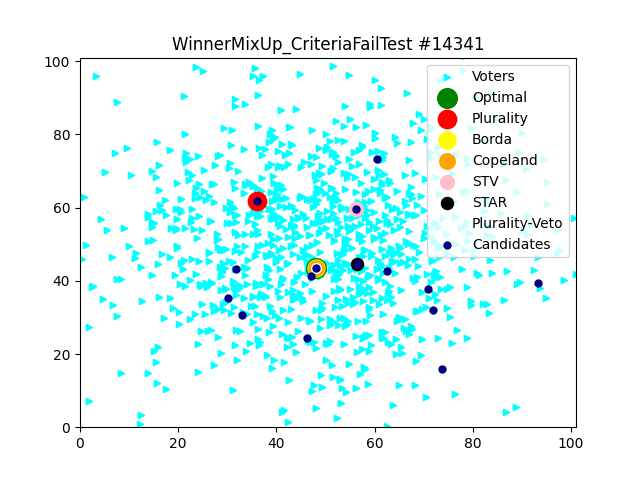 WinnerMixUp_CriteriaFailTest #14341
100
80
60
40
20
0
0
20
40
60
80
100
Voters
Optimal
Plurality
Borda
Copeland
STV
STAR
Plurality-Veto
Candidates